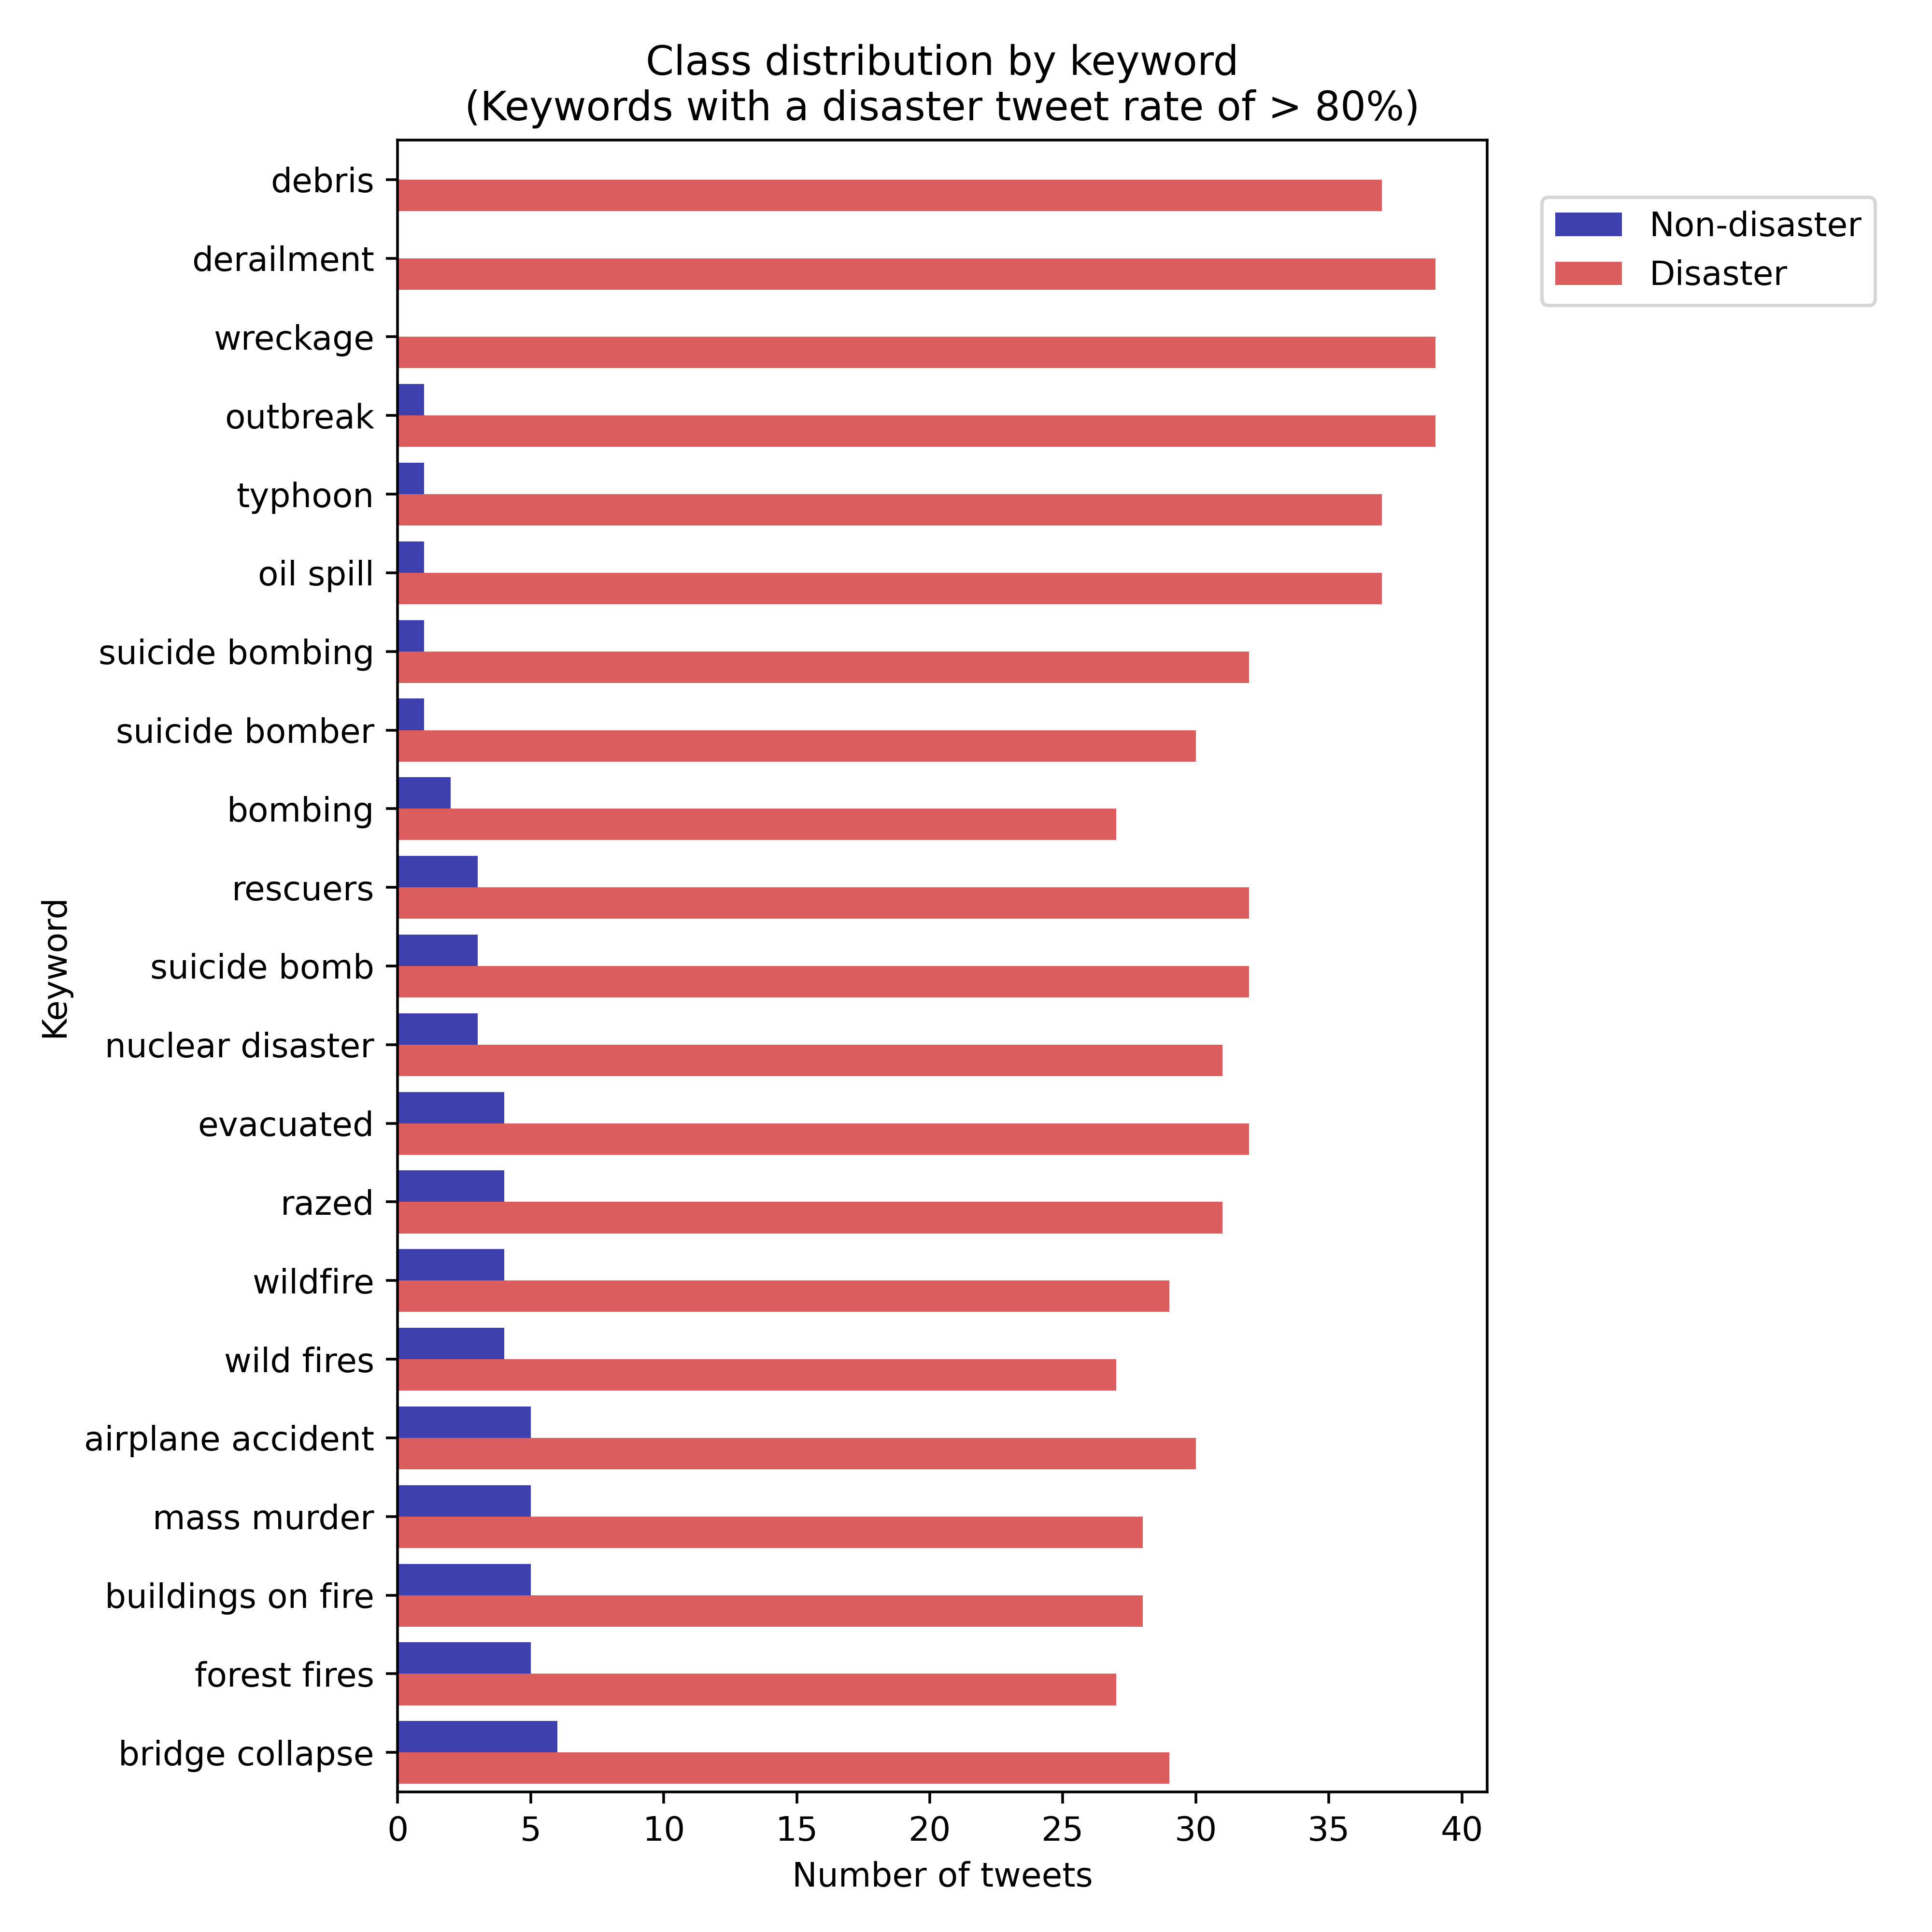 Class distribution by keyword
(Keywords with a disaster tweet rate of > 80%)
debris
derailment
wreckage
outbreak
typhoon
oil spill
suicide bombing
suicide bomber
bombing
rescuers
suicide bomb
nuclear disaster
evacuated
razed
wildfire
wild fires
airplane accident
mass murder
buildings on fire
forest fires
bridge collapse
Keyword
0 5 10 15 20 25 30 35 40
Number of tweets
Non-disaster
Disaster